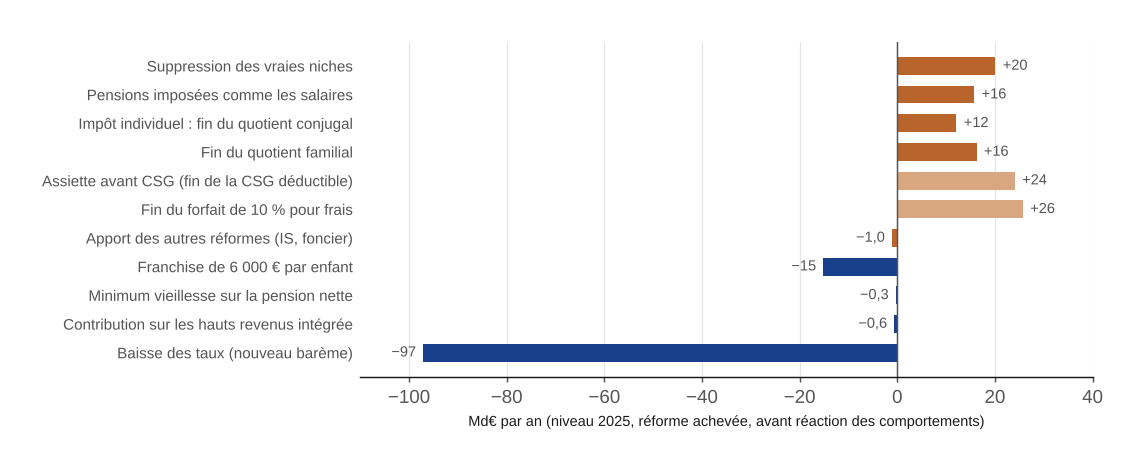 Suppression des vraies niches +20
Pensions imposées comme les salaires +16
Impôt individuel : fin du quotient conjugal +12
Fin du quotient familial +16
Assiette avant CSG (fin de la CSG déductible) +24
Fin du forfait de 10 % pour frais +26
Apport des autres réformes (IS, foncier) −1,0
Franchise de 6 000 € par enfant −15
Minimum vieillesse sur la pension nette −0,3
Contribution sur les hauts revenus intégrée −0,6
Baisse des taux (nouveau barème) −97
−100 −80 −60 −40 −20 0 20 40
Md€ par an (niveau 2025, réforme achevée, avant réaction des comportements)